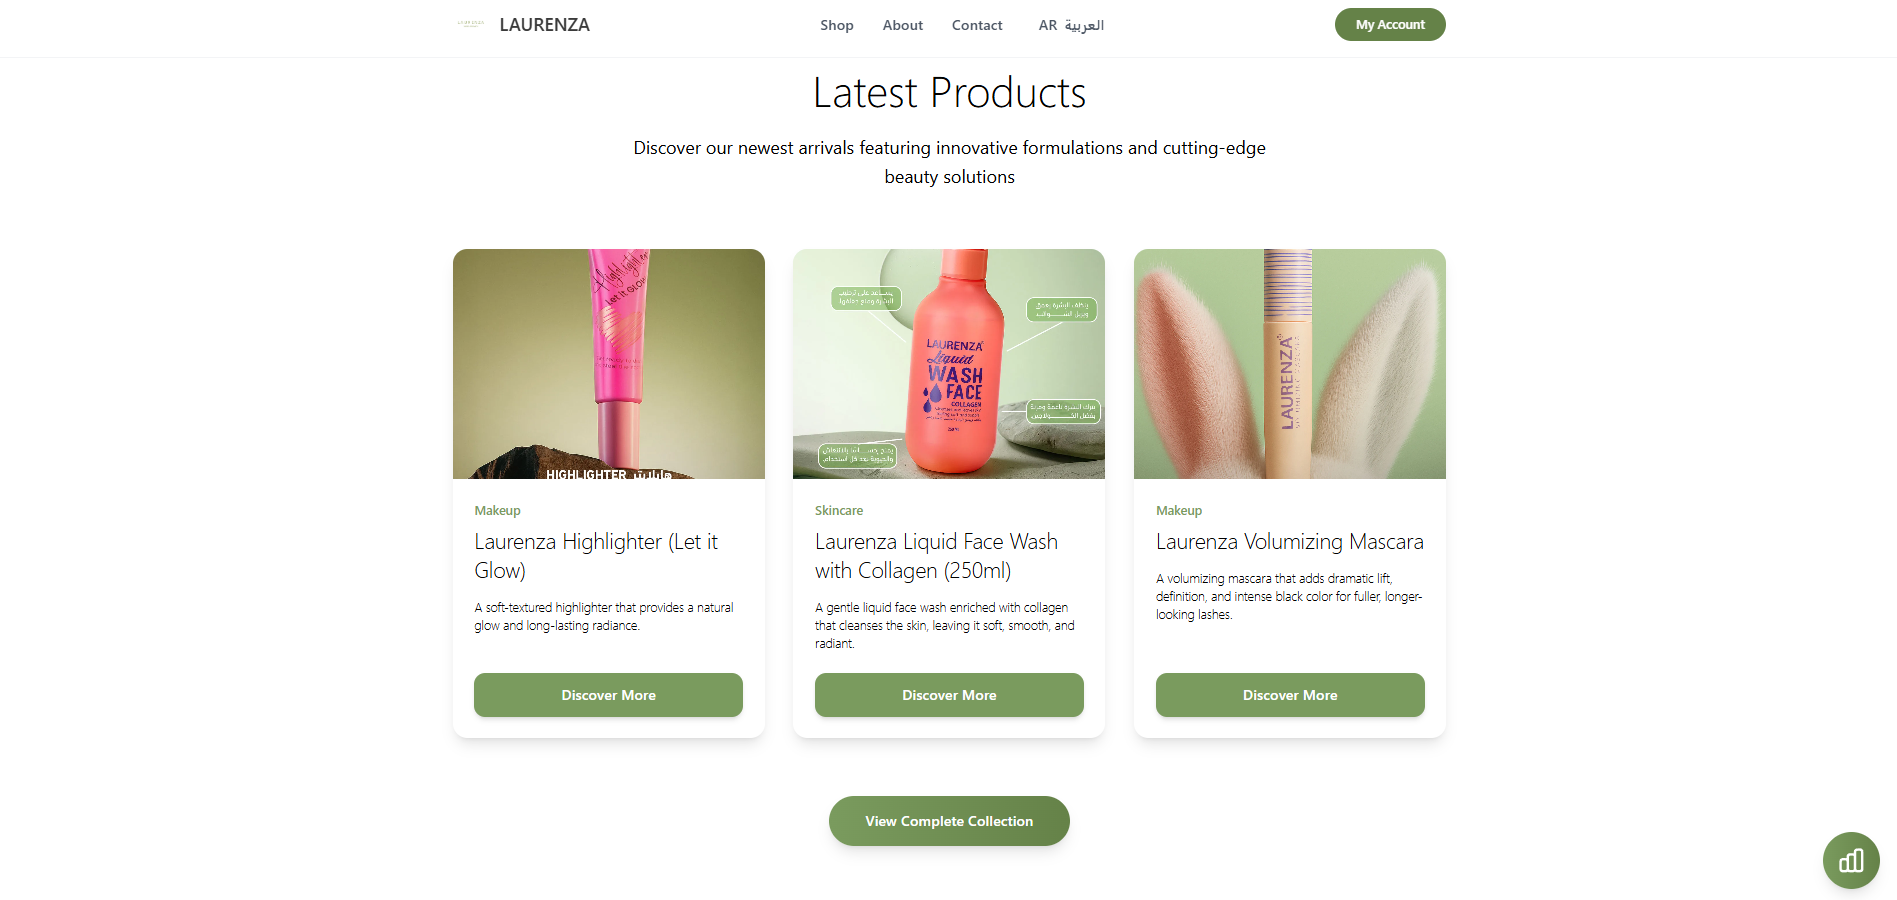 LAURENZA
Shop
About
Contact
AR العربية
My Account
Latest Products
Discover our newest arrivals featuring innovative formulations and cutting-edge
beauty solutions
Highlighter
Let it GLOW
HIGHLIGHTER هايلايتر
LAURENZA
Liquid
WASH
FACE
COLLAGEN
ينظف البشرة بعمق
ويزيل الشوائب
LAURENZA
Makeup
Laurenza Highlighter (Let it
Glow)
A soft-textured highlighter that provides a natural
glow and long-lasting radiance.
Discover More
Skincare
Laurenza Liquid Face Wash
with Collagen (250ml)
A gentle liquid face wash enriched with collagen
that cleanses the skin, leaving it soft, smooth, and
radiant.
Discover More
Makeup
Laurenza Volumizing Mascara
A volumizing mascara that adds dramatic lift,
definition, and intense black color for fuller, longer-
looking lashes.
Discover More
View Complete Collection